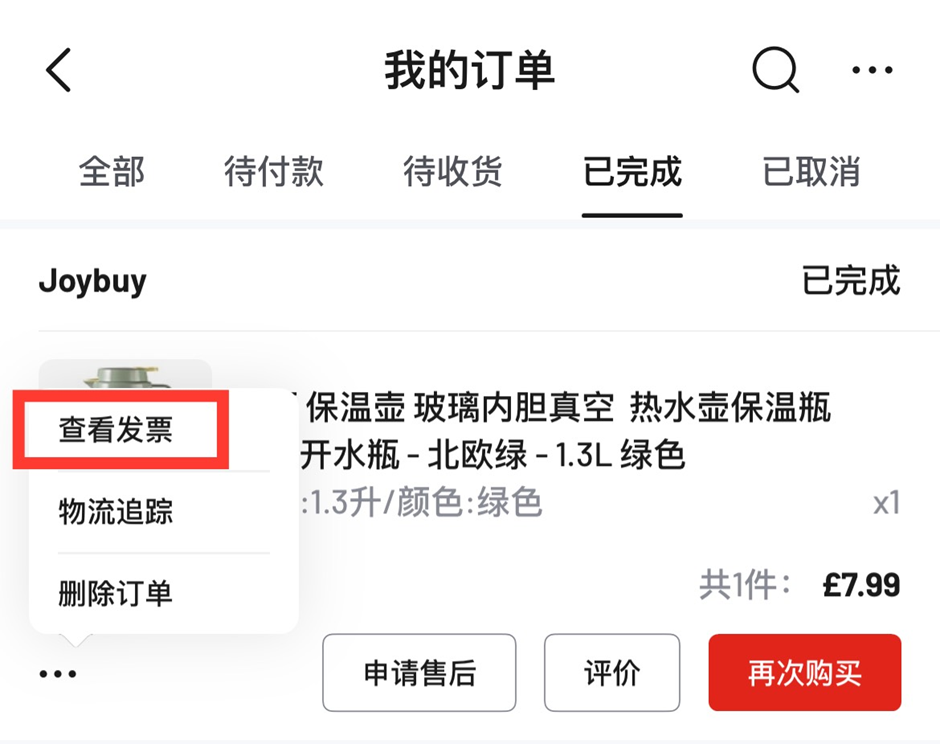 我的订单
全部 待付款 待收货 已完成 已取消
Joybuy 已完成
保温壶 玻璃内胆真空 热水壶保温瓶
查看发票
开水瓶 - 北欧绿 - 1.3L 绿色
:1.3升/颜色:绿色 x1
物流追踪
共1件： £7.99
删除订单
申请售后 评价 再次购买